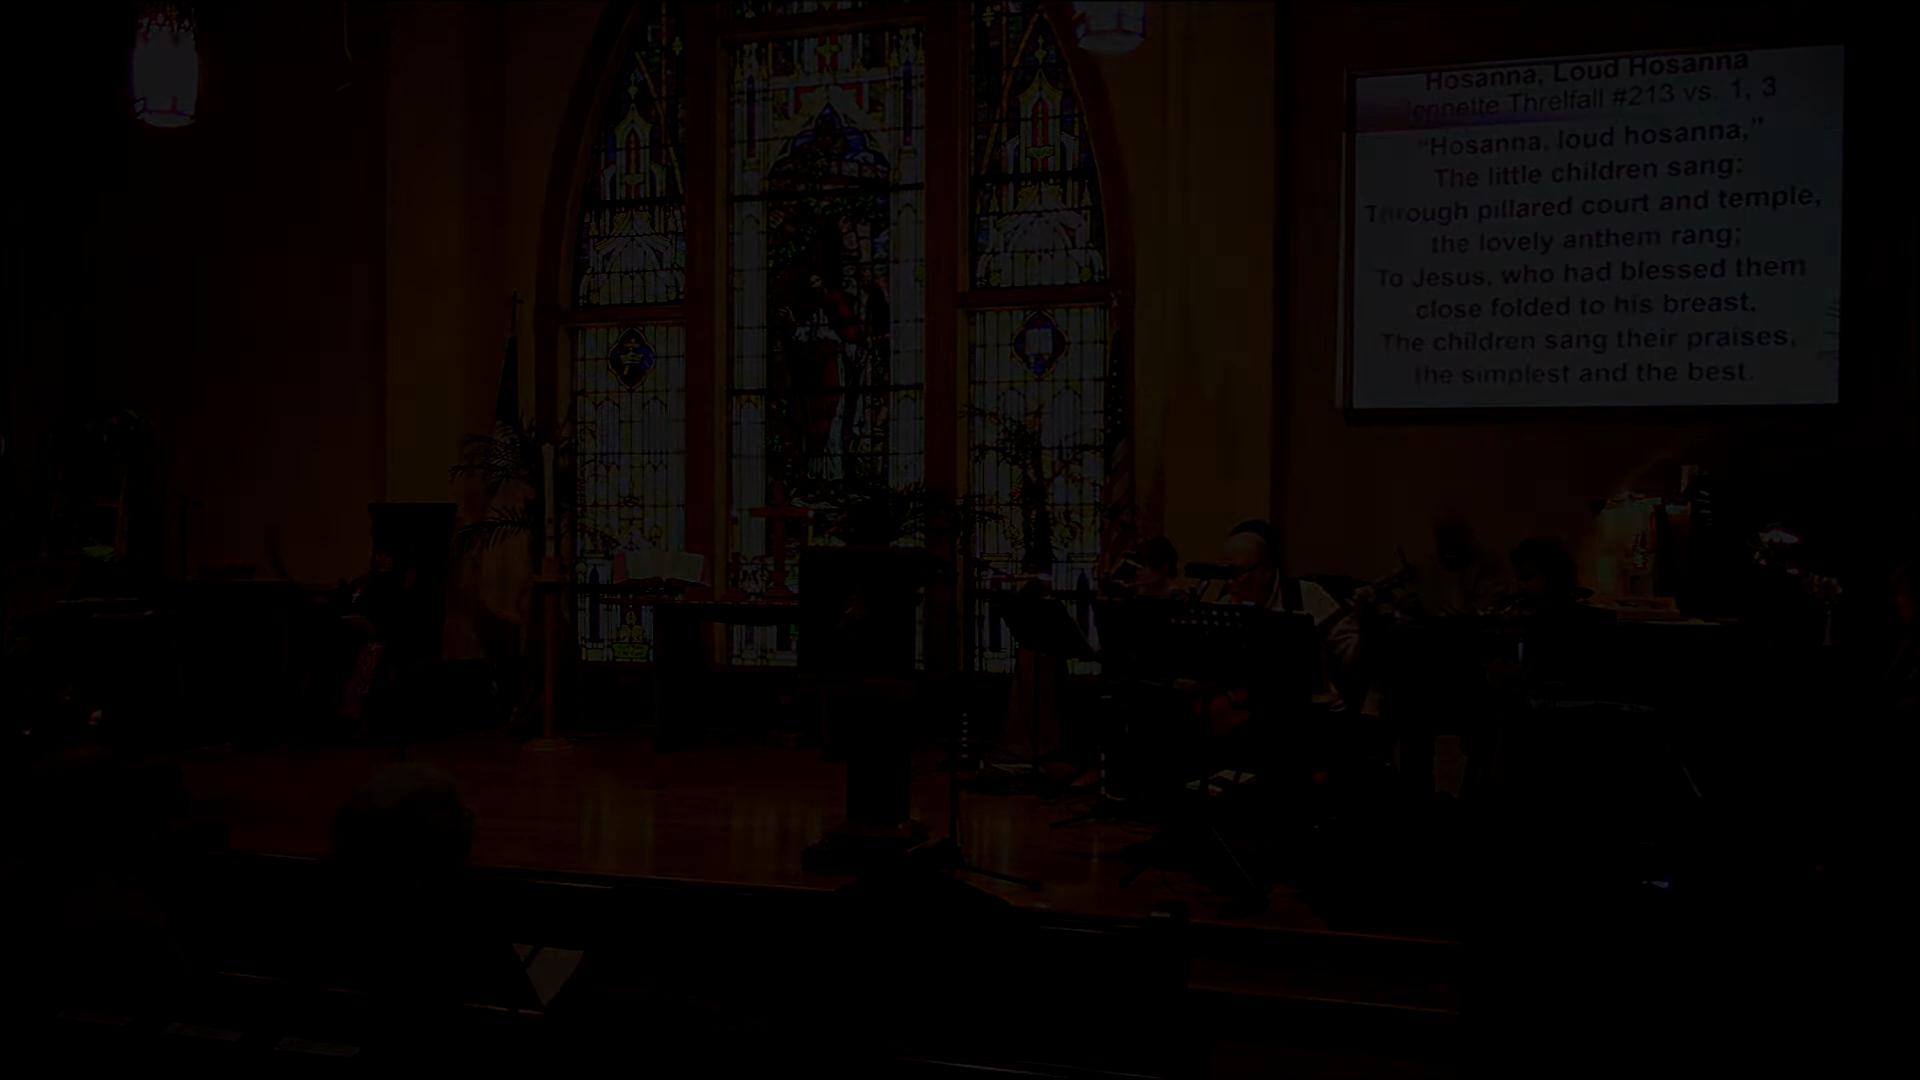 Hosanna, Loud Hosanna
Jennette Threlfall #213 vs. 1, 3
“Hosanna, loud hosanna,”
The little children sang;
Through pillared court and temple,
the lovely anthem rang;
To Jesus, who had blessed them
close folded to his breast,
The children sang their praises,
the simplest and the best.